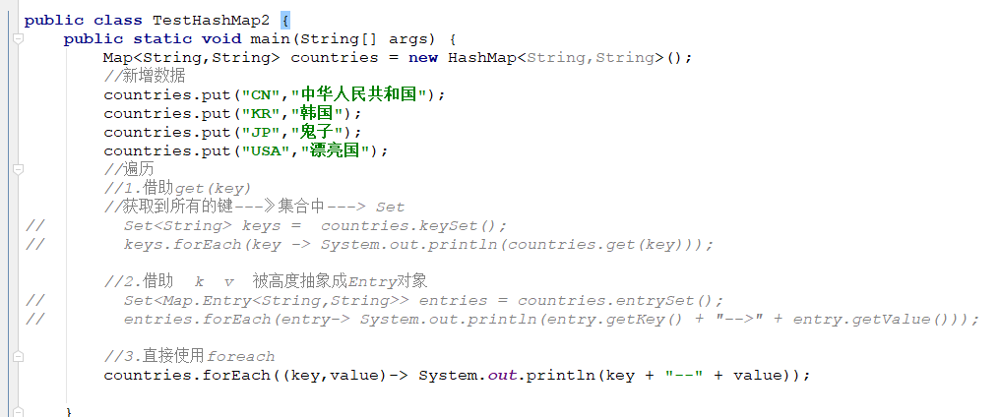 public class TestHashMap2 {
public static void main(String[] args) {
Map<String,String> countries = new HashMap<String,String>();
//新增数据
countries.put("CN","中华人民共和国");
countries.put("KR","韩国");
countries.put("JP","鬼子");
countries.put("USA","漂亮国");
//遍历
//1.借助get(key)
//获取到所有的键---》集合中---> Set
// Set<String> keys = countries.keySet();
// keys.forEach(key -> System.out.println(countries.get(key)));
//2.借助 k v 被高度抽象成Entry对象
// Set<Map.Entry<String,String>> entries = countries.entrySet();
// entries.forEach(entry-> System.out.println(entry.getKey() + "-->" + entry.getValue()));
//3.直接使用foreach
countries.forEach((key,value)-> System.out.println(key + "--" + value));
}